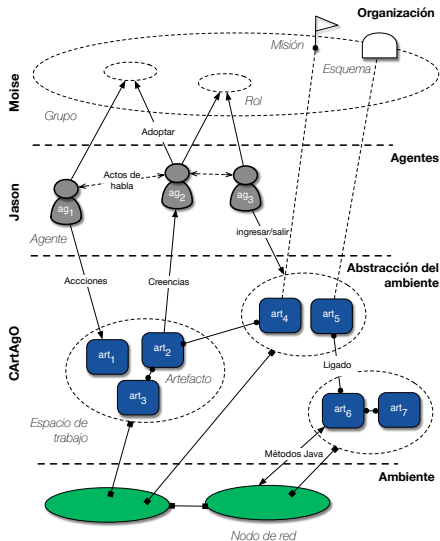 Organización
Misión
Esquema
Moise
Grupo
Rol
Adoptar
Agentes
Actos de
habla
Jason
ag1
ag2
ag3
Agente
ingresar/salir
Abstracción del
ambiente
Accciones
Creencias
CArtAgO
art4
art5
art1
art2
art3
Artefacto
Ligado
art6
art7
Espacio de
trabajo
Métodos Java
Ambiente
Nodo de red